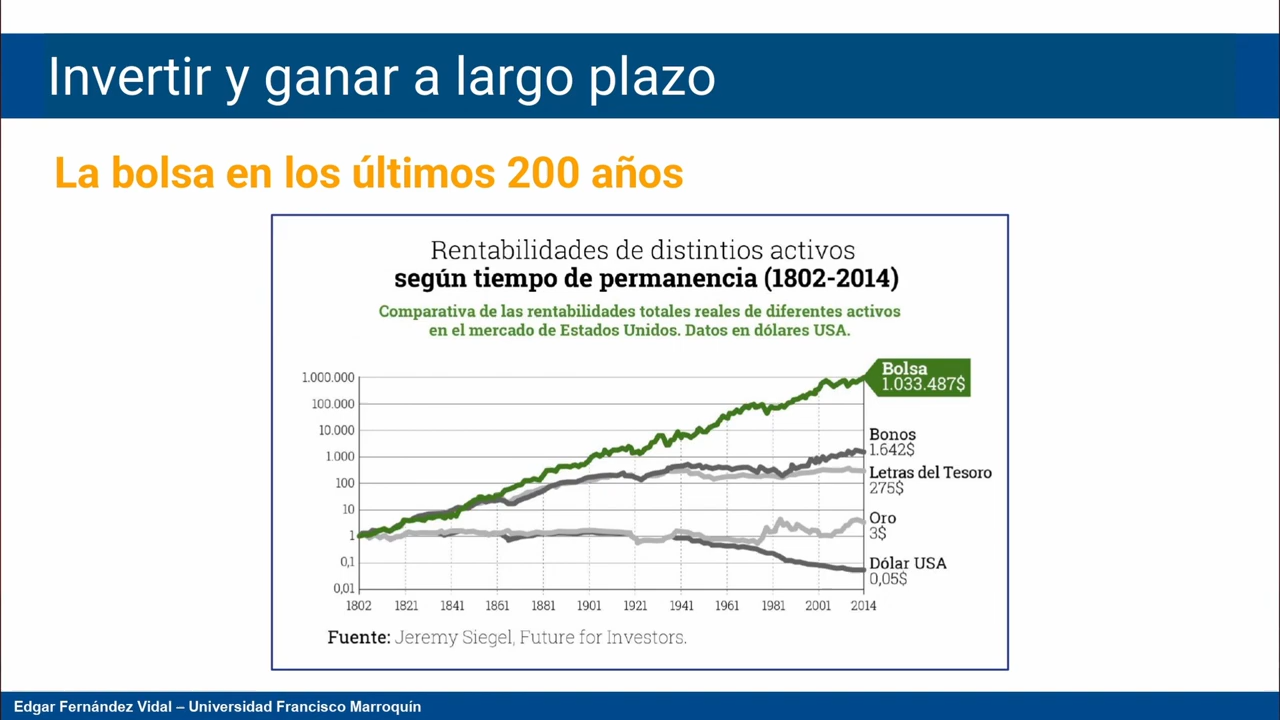 Invertir y ganar a largo plazo
La bolsa en los últimos 200 años
Rentabilidades de distintios activos
según tiempo de permanencia (1802-2014)
Comparativa de las rentabilidades totales reales de diferentes activos
en el mercado de Estados Unidos. Datos en dólares USA.
1.000.000
100.000
10.000
1.000
100
10
1
0,1
0,01
Bolsa
1.033.487$
Bonos
1.642$
Letras del Tesoro
275$
Oro
3$
Dólar USA
0,05$
1802 1821 1841 1861 1881 1901 1921 1941 1961 1981 2001 2014
Fuente: Jeremy Siegel, Future for Investors.
Edgar Fernández Vidal – Universidad Francisco Marroquín